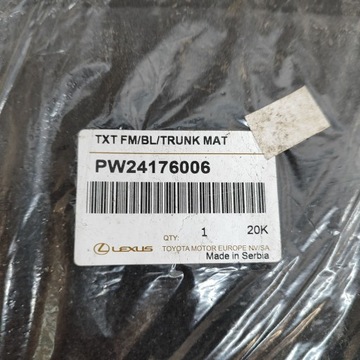 TXT FM/BL/TRUNK MAT
PW24176006
QTY: 1 20K
LEXUS TOYOTA MOTOR EUROPE NV/SA
Made in Serbia